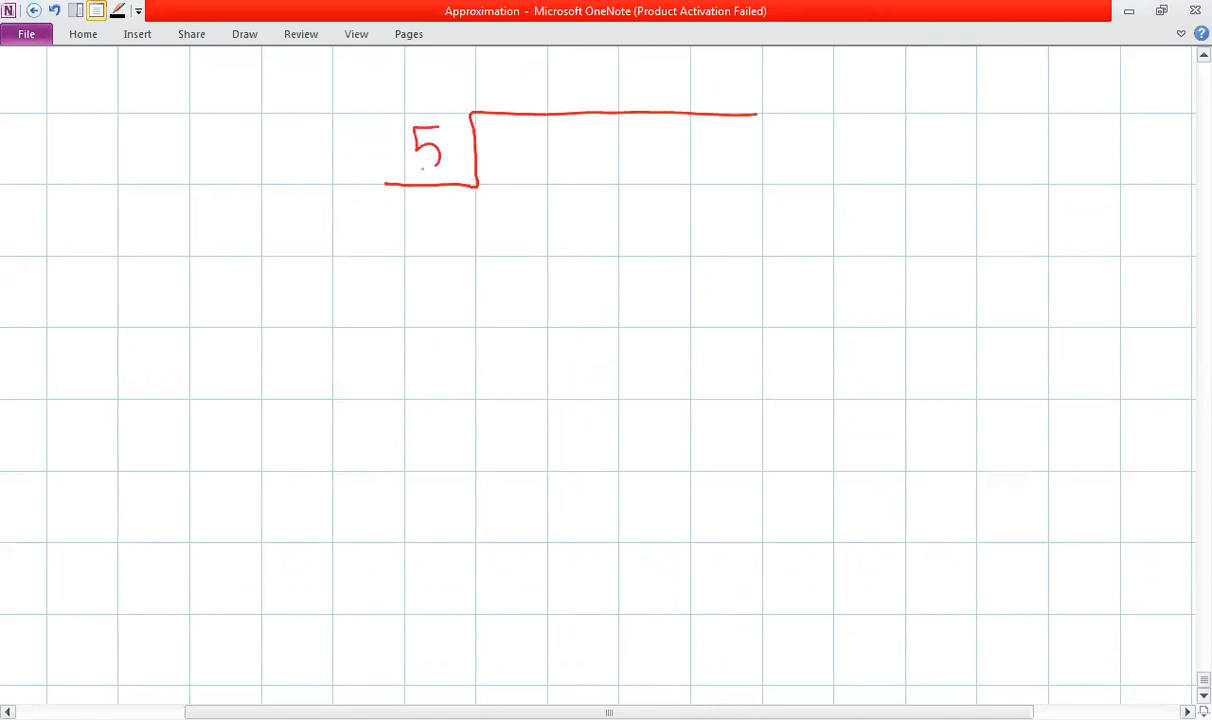 Approximation - Microsoft OneNote (Product Activation Failed)
File Home Insert Share Draw Review View Pages
5